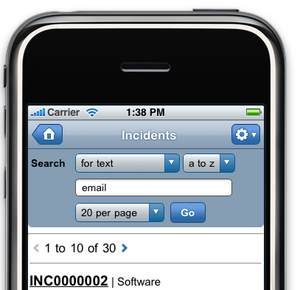 Carrier 1:38 PM
Incidents
Search for text a to z
email
20 per page Go
1 to 10 of 30
INC0000002 | Software